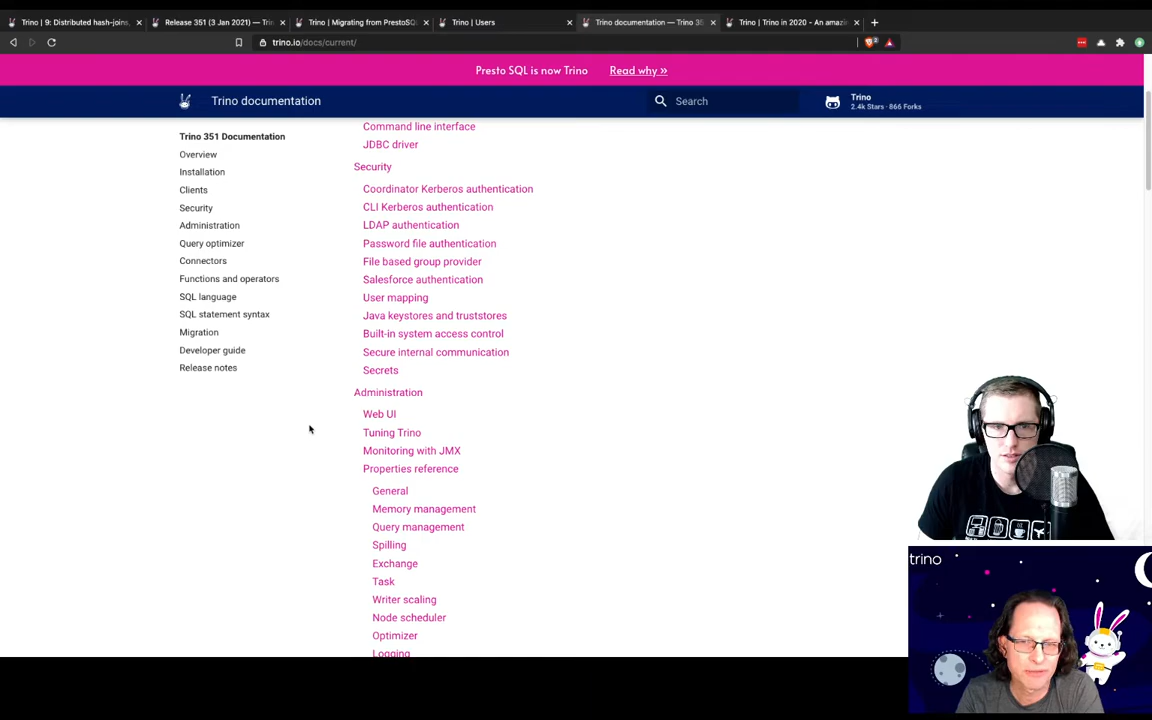 Trino | 9: Distributed hash-joins,
Release 351 (3 Jan 2021) — Tri
Trino | Migrating from PrestoSQL
Trino | Users
Trino documentation — Trino 35
Trino | Trino in 2020 - An amazi
trino.io/docs/current/
Presto SQL is now Trino Read why »
Trino documentation
Search
Trino
2.4k Stars · 866 Forks
Trino 351 Documentation
Overview
Installation
Clients
Security
Administration
Query optimizer
Connectors
Functions and operators
SQL language
SQL statement syntax
Migration
Developer guide
Release notes
Command line interface
JDBC driver
Security
Coordinator Kerberos authentication
CLI Kerberos authentication
LDAP authentication
Password file authentication
File based group provider
Salesforce authentication
User mapping
Java keystores and truststores
Built-in system access control
Secure internal communication
Secrets
Administration
Web UI
Tuning Trino
Monitoring with JMX
Properties reference
General
Memory management
Query management
Spilling
Exchange
Task
Writer scaling
Node scheduler
Optimizer
Logging
trino